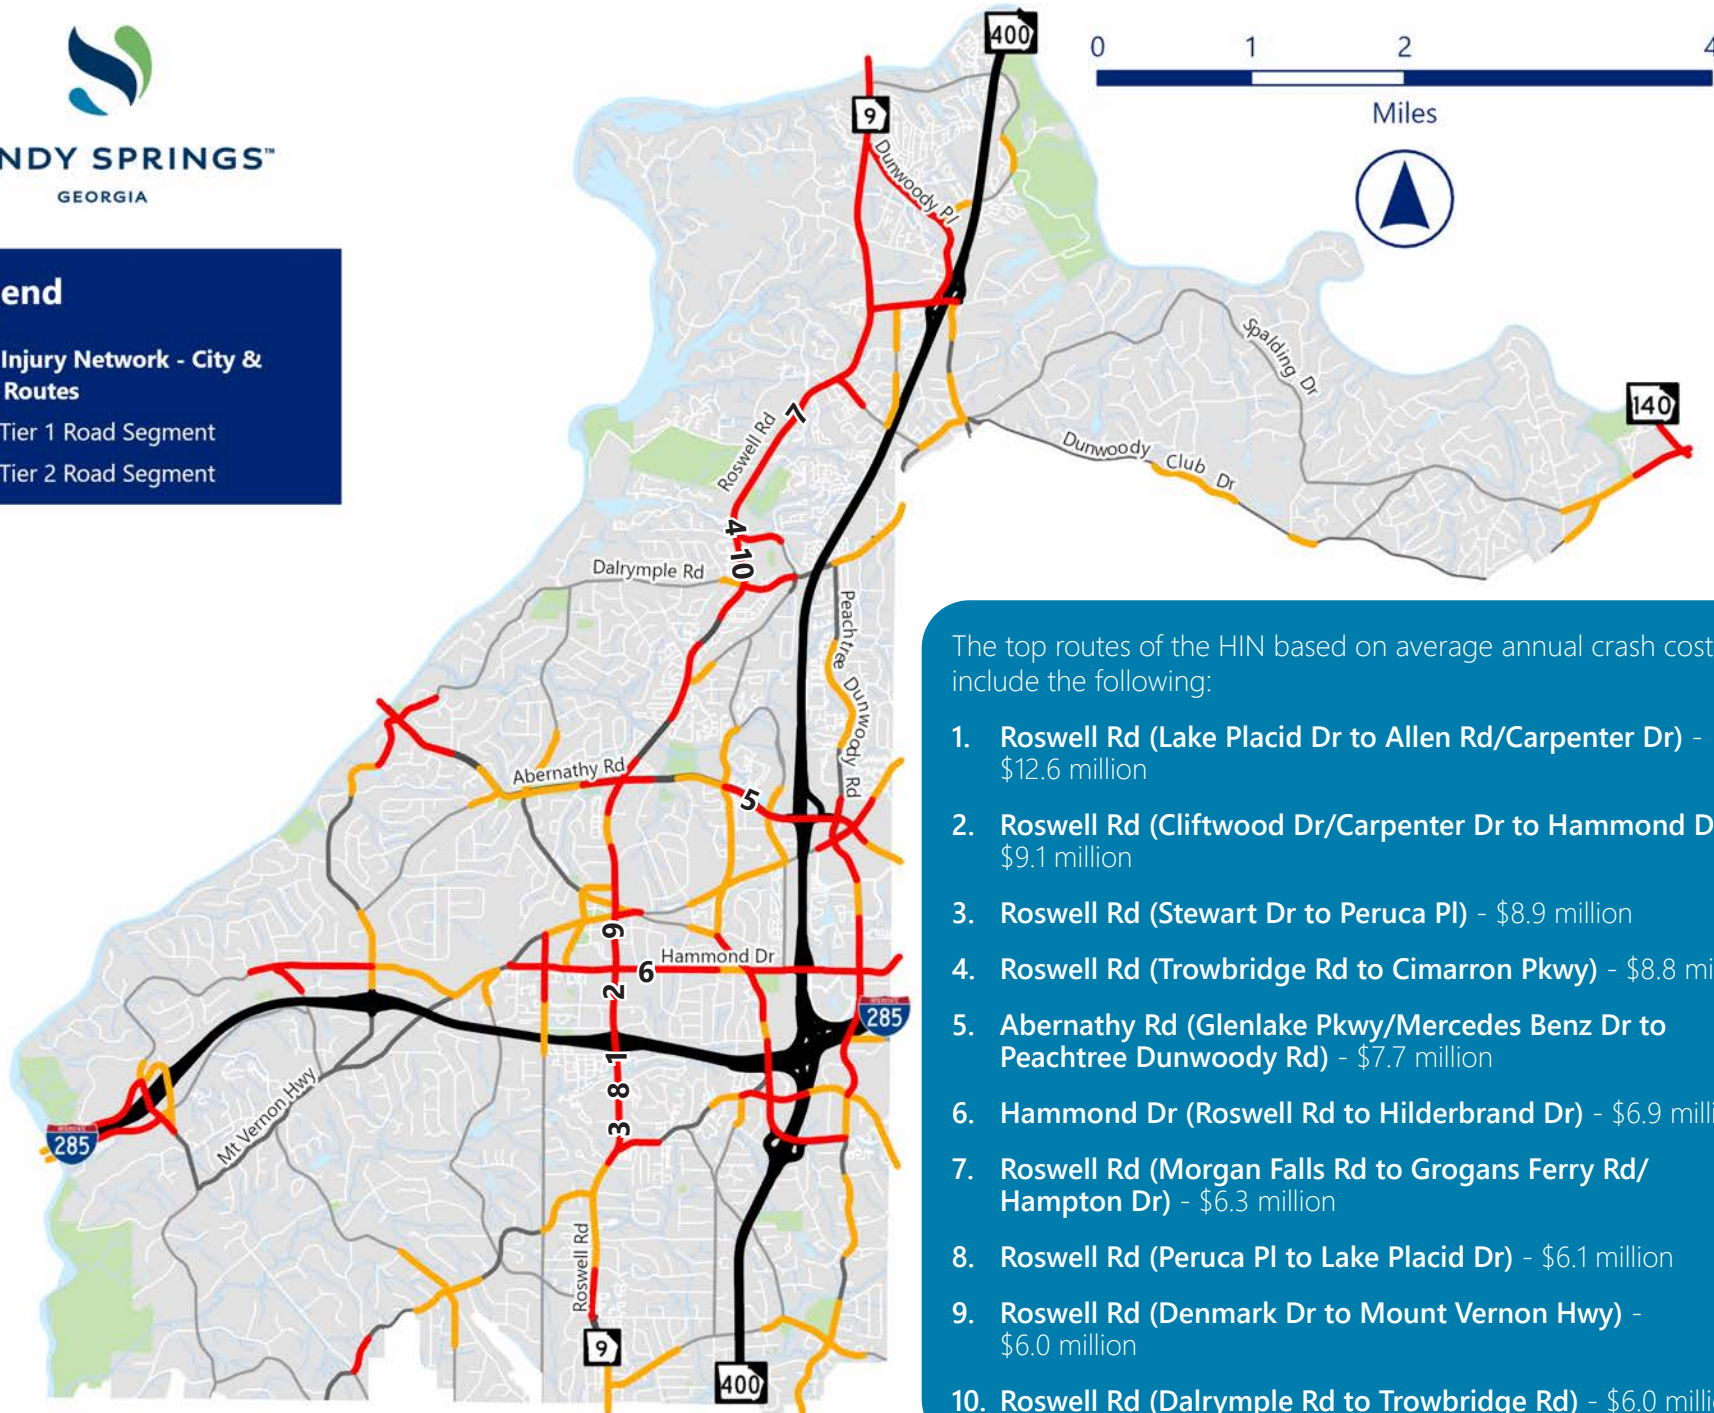 NDY SPRINGS™
GEORGIA
end
Injury Network - City &
Routes
Tier 1 Road Segment
Tier 2 Road Segment
0 1 2 4
Miles
400
9
Dunwoody Pl
Spalding Dr
140
Roswell Rd
7
Dunwoody Club Dr
4
10
Dalrymple Rd
Peachtree Dunwoody Rd
Abernathy Rd
5
9
Hammond Dr
6
2
INTERSTATE
285
1
8
3
Mt Vernon Hwy
INTERSTATE
285
Roswell Rd
9
400
The top routes of the HIN based on average annual crash cost
include the following:
1. Roswell Rd (Lake Placid Dr to Allen Rd/Carpenter Dr) -
$12.6 million
2. Roswell Rd (Cliftwood Dr/Carpenter Dr to Hammond D
$9.1 million
3. Roswell Rd (Stewart Dr to Peruca Pl) - $8.9 million
4. Roswell Rd (Trowbridge Rd to Cimarron Pkwy) - $8.8 mi
5. Abernathy Rd (Glenlake Pkwy/Mercedes Benz Dr to
Peachtree Dunwoody Rd) - $7.7 million
6. Hammond Dr (Roswell Rd to Hilderbrand Dr) - $6.9 milli
7. Roswell Rd (Morgan Falls Rd to Grogans Ferry Rd/
Hampton Dr) - $6.3 million
8. Roswell Rd (Peruca Pl to Lake Placid Dr) - $6.1 million
9. Roswell Rd (Denmark Dr to Mount Vernon Hwy) -
$6.0 million
10. Roswell Rd (Dalrymple Rd to Trowbridge Rd) - $6.0 milli